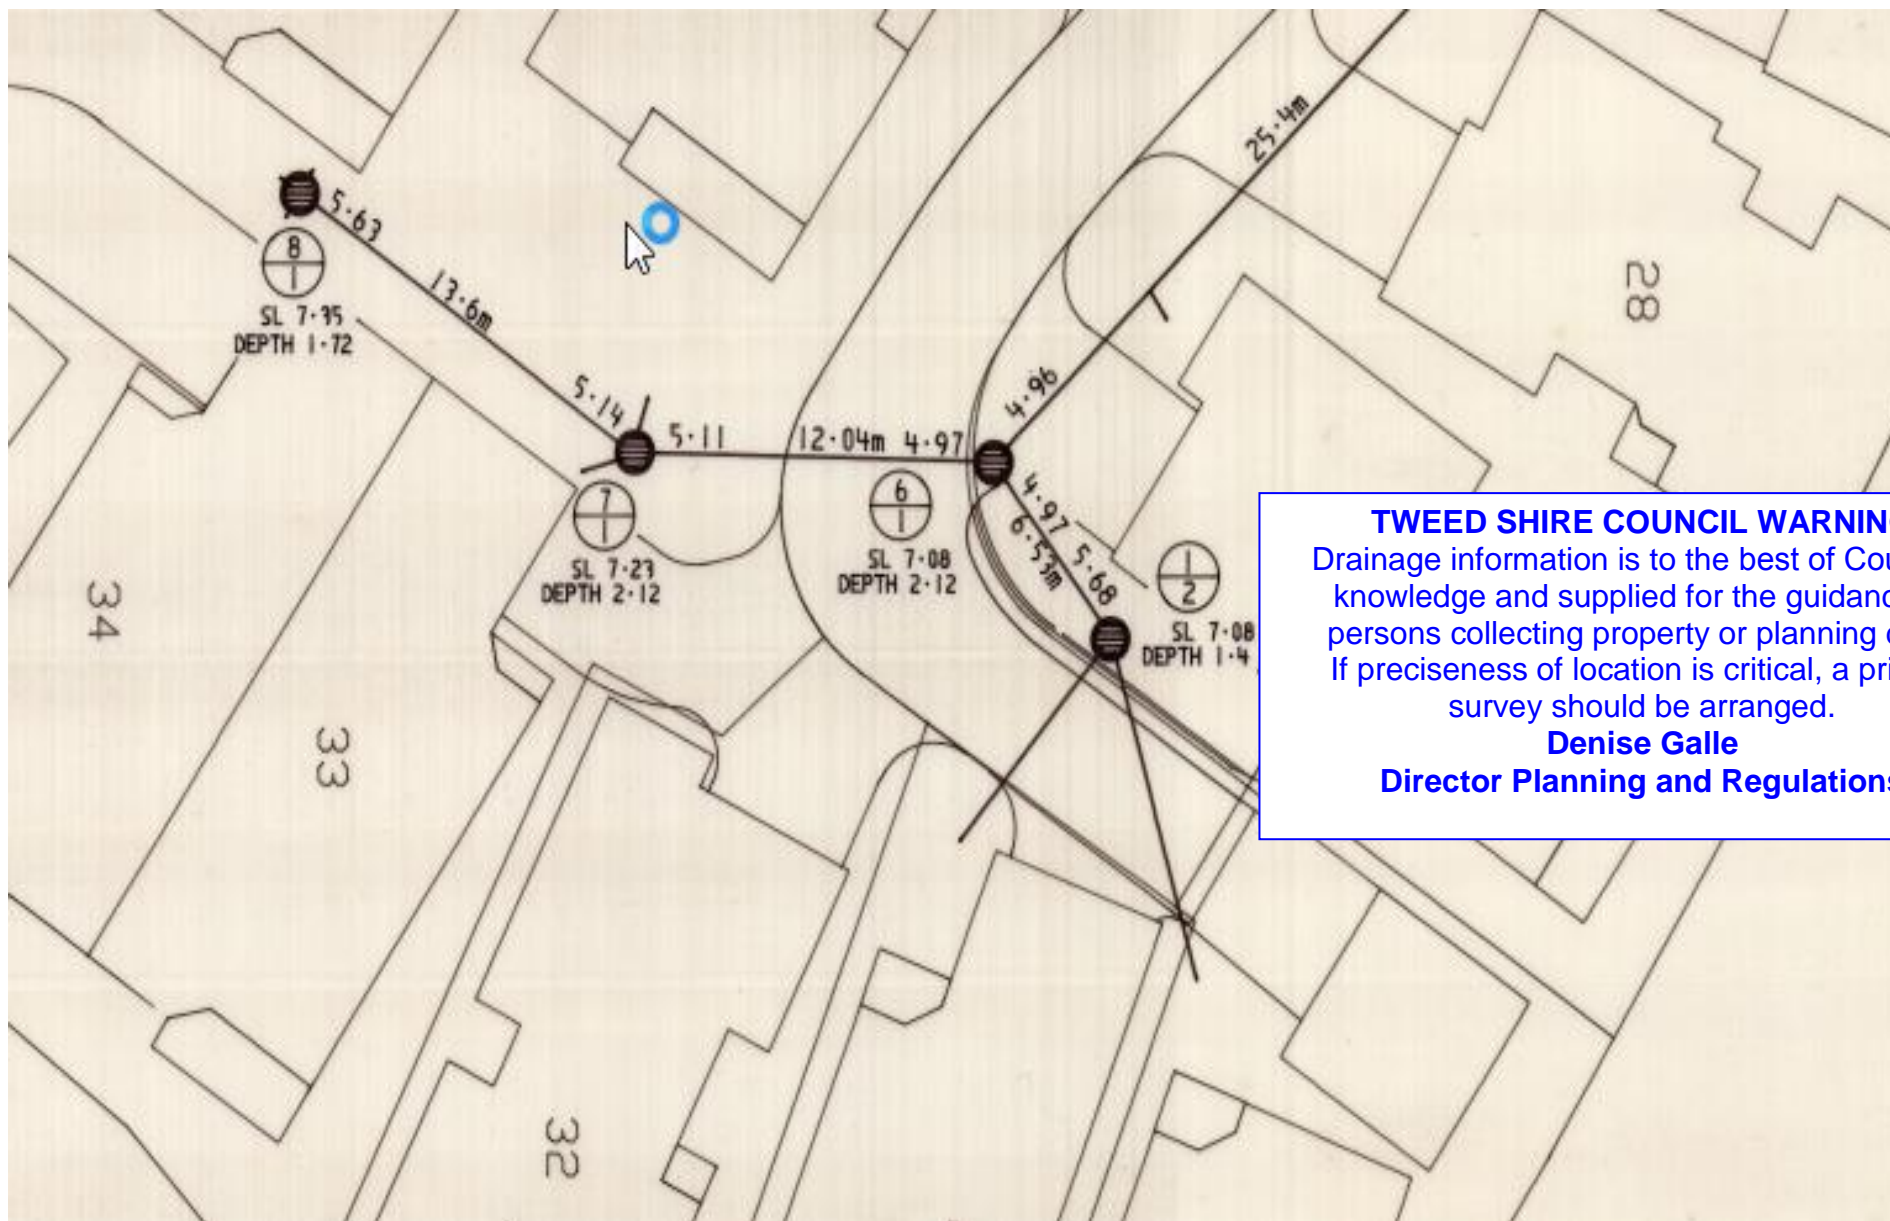 25·4m
5·63
8
1
SL 7·35
DEPTH 1·72
13·6m
28
5·14
5·11
12·04m
4·97
4·96
7
1
SL 7·23
DEPTH 2·12
6
1
SL 7·08
DEPTH 2·12
4·97
6·53m
5·68
1
2
SL 7·08
DEPTH 1·4
TWEED SHIRE COUNCIL WARNIN
Drainage information is to the best of Cou
knowledge and supplied for the guidanc
persons collecting property or planning
If preciseness of location is critical, a pri
survey should be arranged.
Denise Galle
Director Planning and Regulations
34
33
32